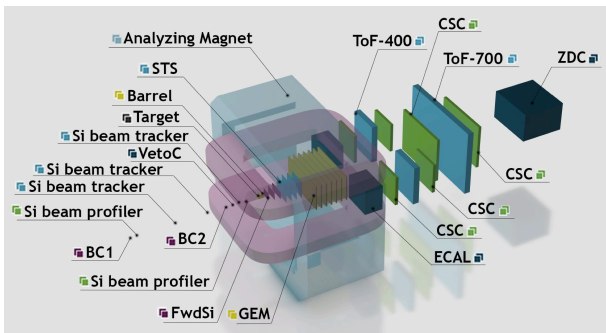 CSC
Analyzing Magnet
ToF-400
ToF-700
ZDC
STS
Barrel
Target
Si beam tracker
VetoC
Si beam tracker
CSC
Si beam tracker
Si beam profiler
CSC
BC2
CSC
BC1
ECAL
Si beam profiler
FwdSi
GEM